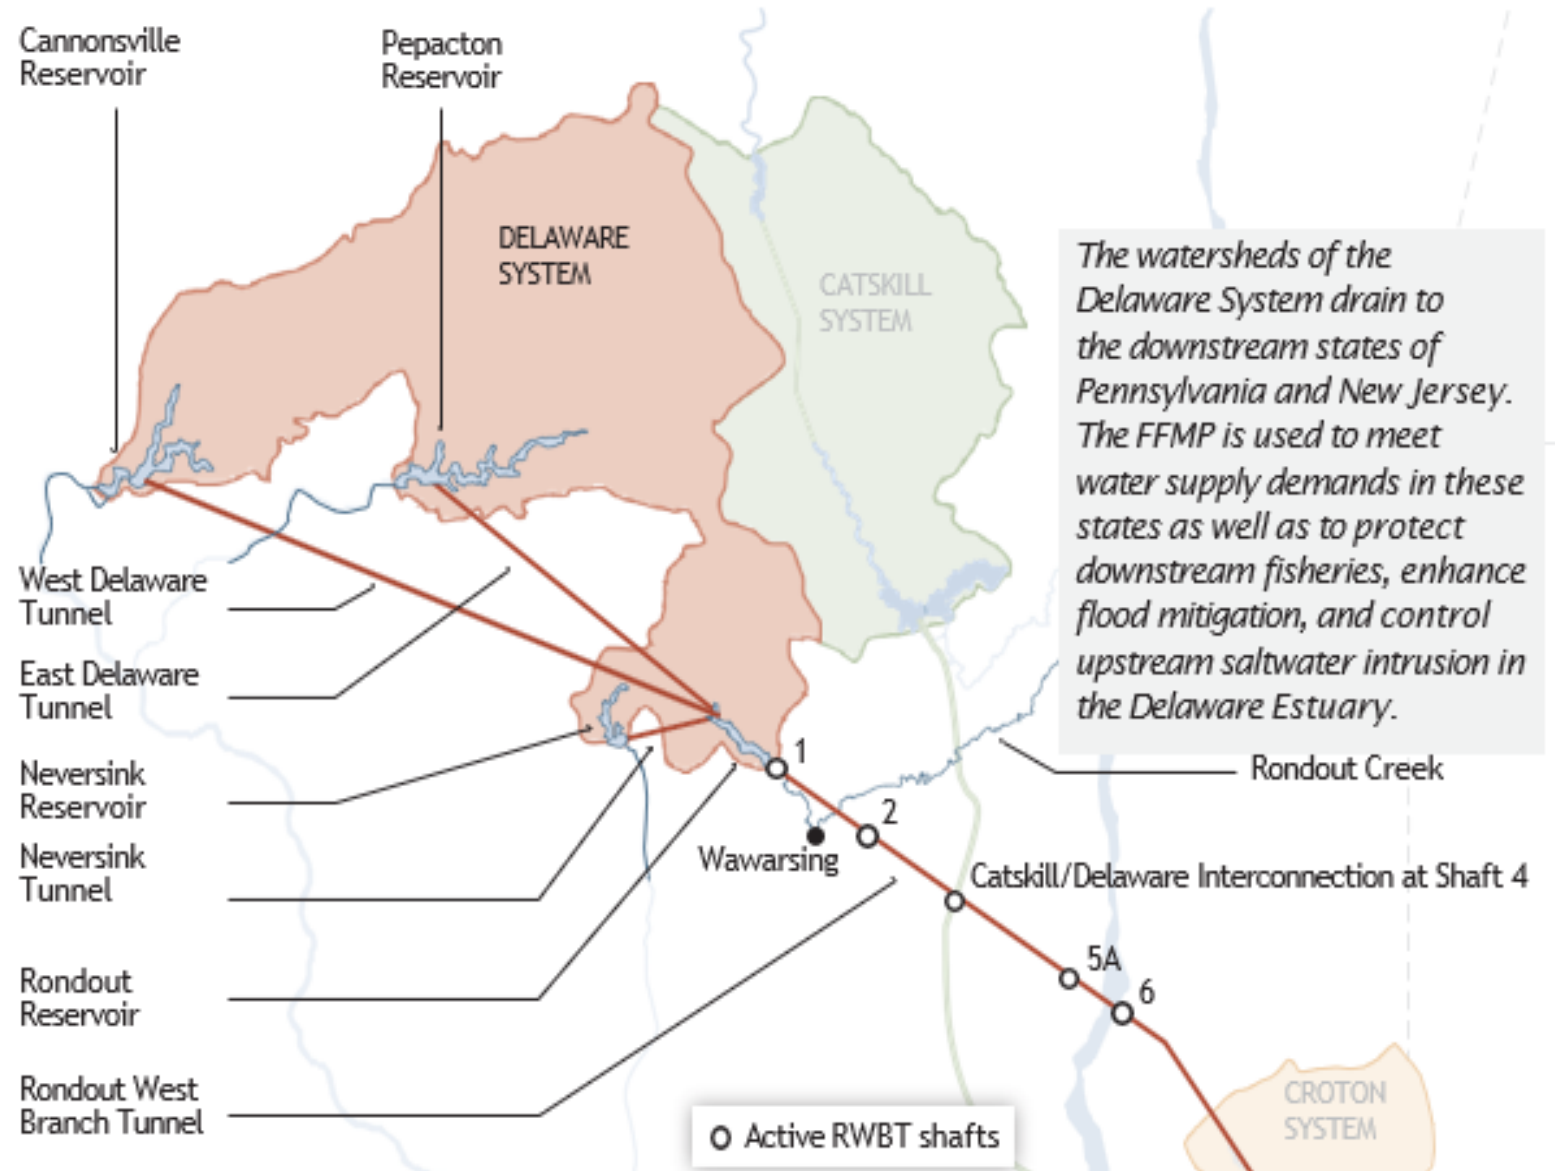 Cannonsville
Reservoir
Pepacton
Reservoir
DELAWARE
SYSTEM
CATSKILL
SYSTEM
The watersheds of the
Delaware System drain to
the downstream states of
Pennsylvania and New Jersey.
The FFMP is used to meet
water supply demands in these
states as well as to protect
downstream fisheries, enhance
flood mitigation, and control
upstream saltwater intrusion in
the Delaware Estuary.
West Delaware
Tunnel
East Delaware
Tunnel
Neversink
Reservoir
Neversink
Tunnel
Rondout
Reservoir
Rondout West
Branch Tunnel
1
Rondout Creek
2
Wawarsing
Catskill/Delaware Interconnection at Shaft 4
5A
6
CROTON
SYSTEM
Active RWBT shafts